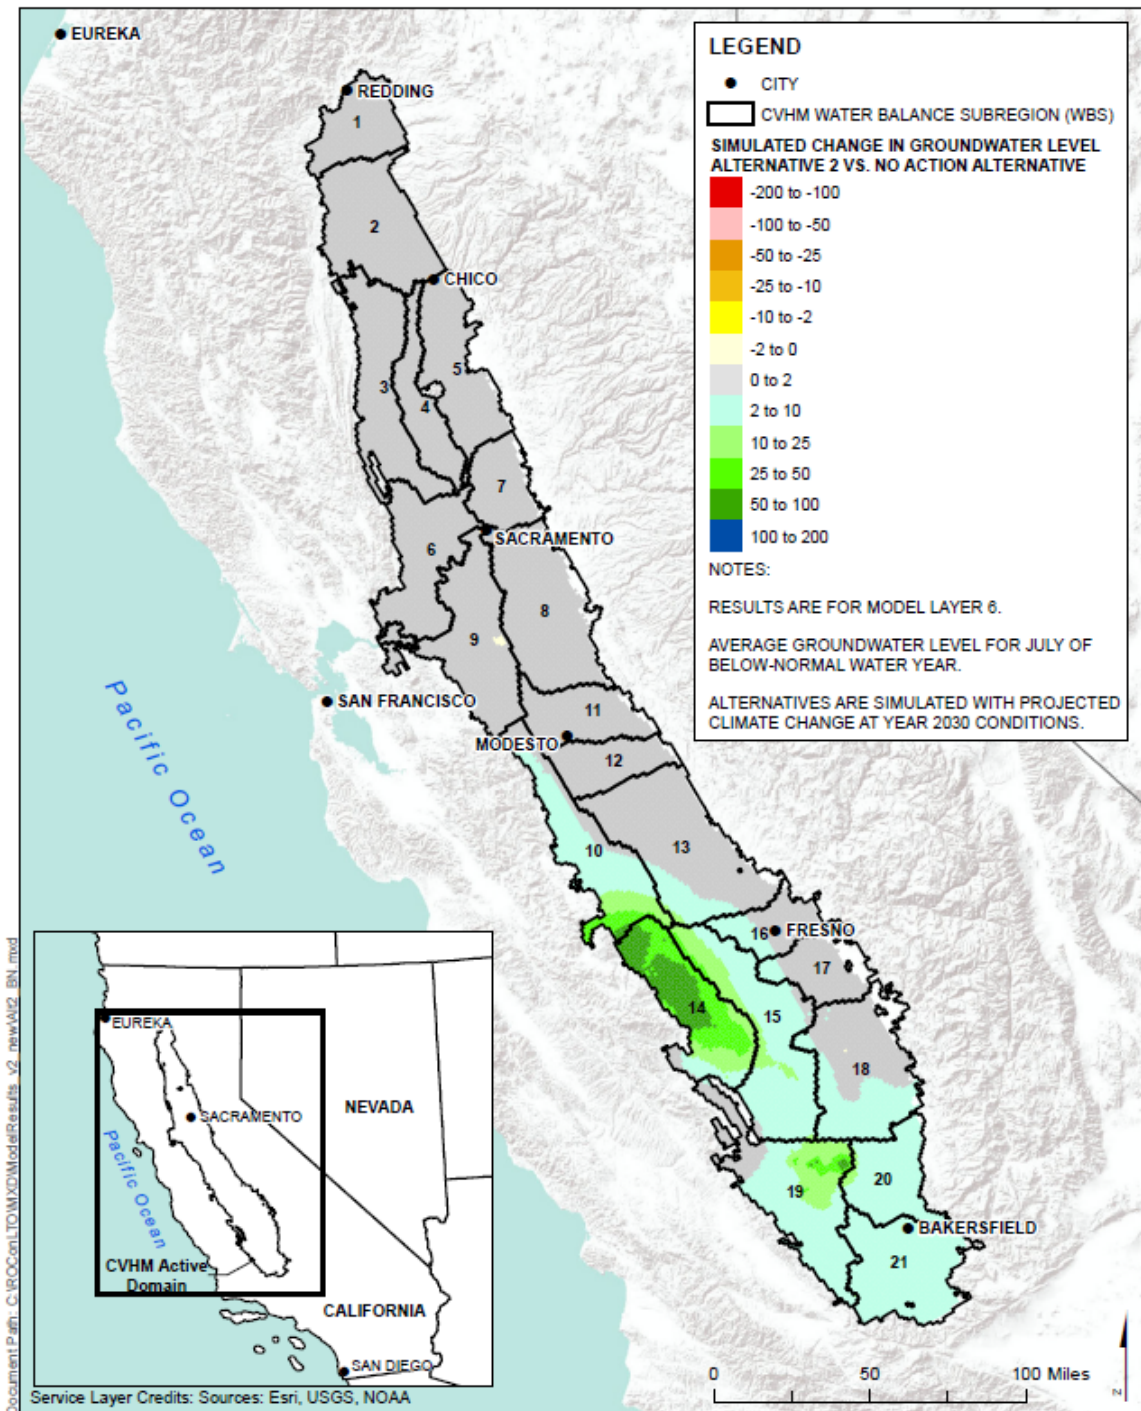 EUREKA
REDDING
1
2
CHICO
3
4
5
7
6
SACRAMENTO
8
9
SAN FRANCISCO
11
MODESTO
12
10
13
16
FRESNO
17
14
15
18
19
20
BAKERSFIELD
21
Pacific Ocean
LEGEND
CITY
CVHM WATER BALANCE SUBREGION (WBS)
SIMULATED CHANGE IN GROUNDWATER LEVEL
ALTERNATIVE 2 VS. NO ACTION ALTERNATIVE
-200 to -100
-100 to -50
-50 to -25
-25 to -10
-10 to -2
-2 to 0
0 to 2
2 to 10
10 to 25
25 to 50
50 to 100
100 to 200
NOTES:
RESULTS ARE FOR MODEL LAYER 6.
AVERAGE GROUNDWATER LEVEL FOR JULY OF
BELOW-NORMAL WATER YEAR.
ALTERNATIVES ARE SIMULATED WITH PROJECTED
CLIMATE CHANGE AT YEAR 2030 CONDITIONS.
EUREKA
SACRAMENTO
NEVADA
Pacific Ocean
CVHM Active
Domain
CALIFORNIA
SAN DIEGO
0 50 100 Miles
Z
Service Layer Credits: Sources: Esri, USGS, NOAA
Document Path: C:\ROConLTO\MXD\ModelResults_v2_new\Alt2_BN.mxd